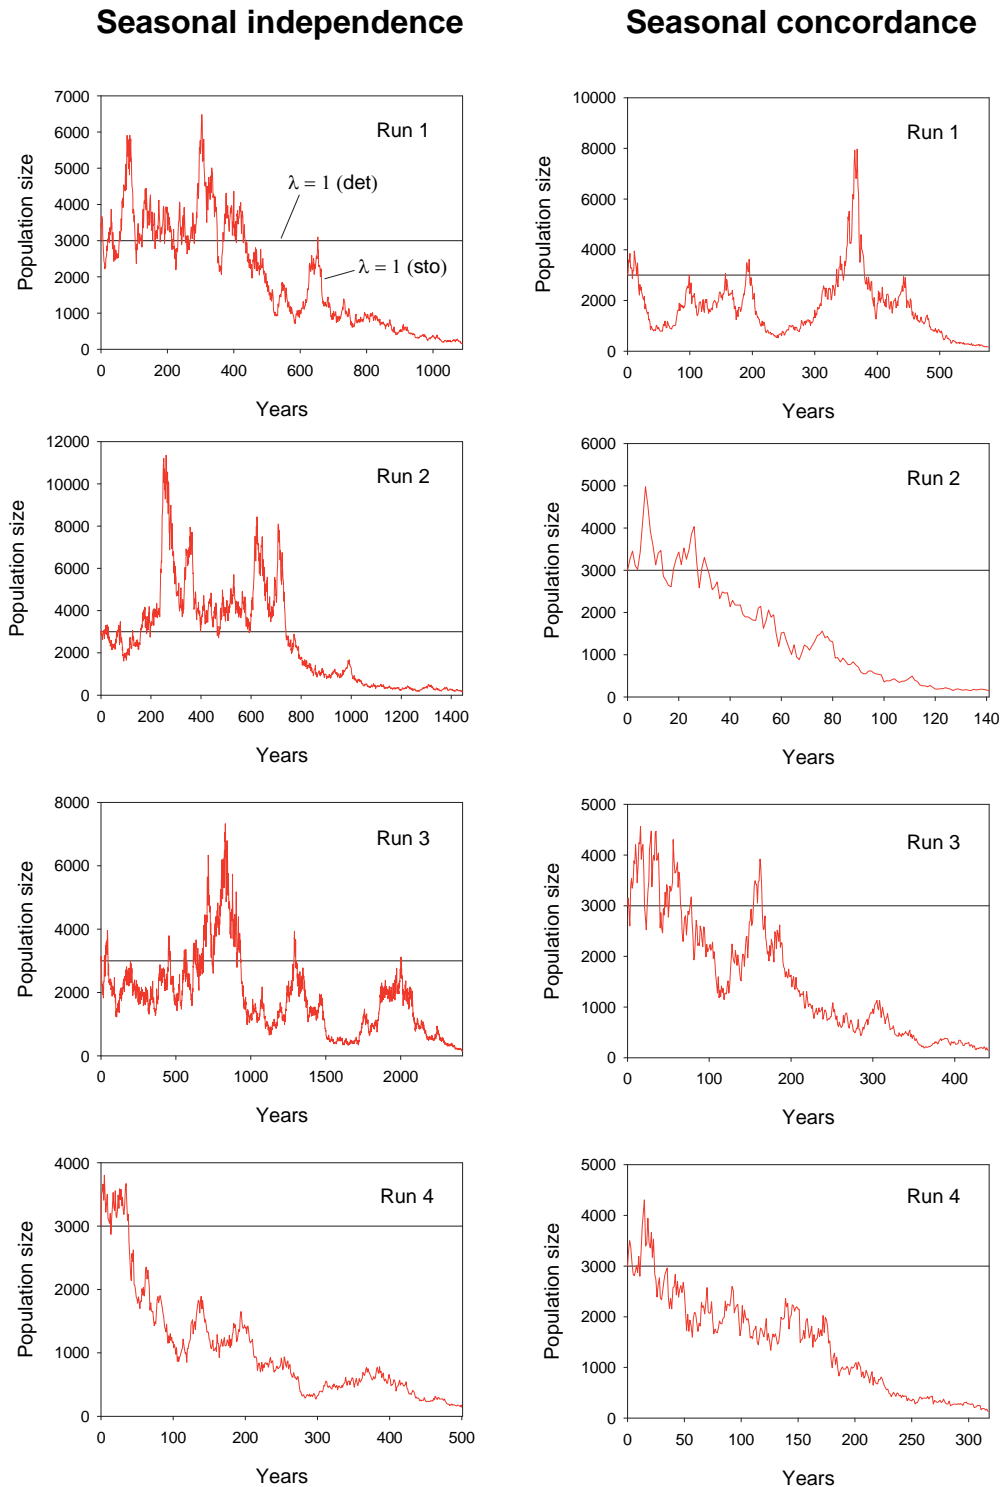 Seasonal independence
Seasonal concordance
7000
6000
5000
4000
3000
2000
1000
0
Population size
Run 1
λ = 1 (det)
λ = 1 (sto)
0 200 400 600 800 1000
Years
10000
8000
6000
4000
2000
0
Population size
Run 1
0 100 200 300 400 500
Years
12000
10000
8000
6000
4000
2000
0
Population size
Run 2
0 200 400 600 800 1000 1200 1400
Years
6000
5000
4000
3000
2000
1000
0
Population size
Run 2
0 20 40 60 80 100 120 140
Years
8000
6000
4000
2000
0
Population size
Run 3
0 500 1000 1500 2000
Years
5000
4000
3000
2000
1000
0
Population size
Run 3
0 100 200 300 400
Years
4000
3000
2000
1000
0
Population size
Run 4
0 100 200 300 400 500
Years
5000
4000
3000
2000
1000
0
Population size
Run 4
0 50 100 150 200 250 300
Years